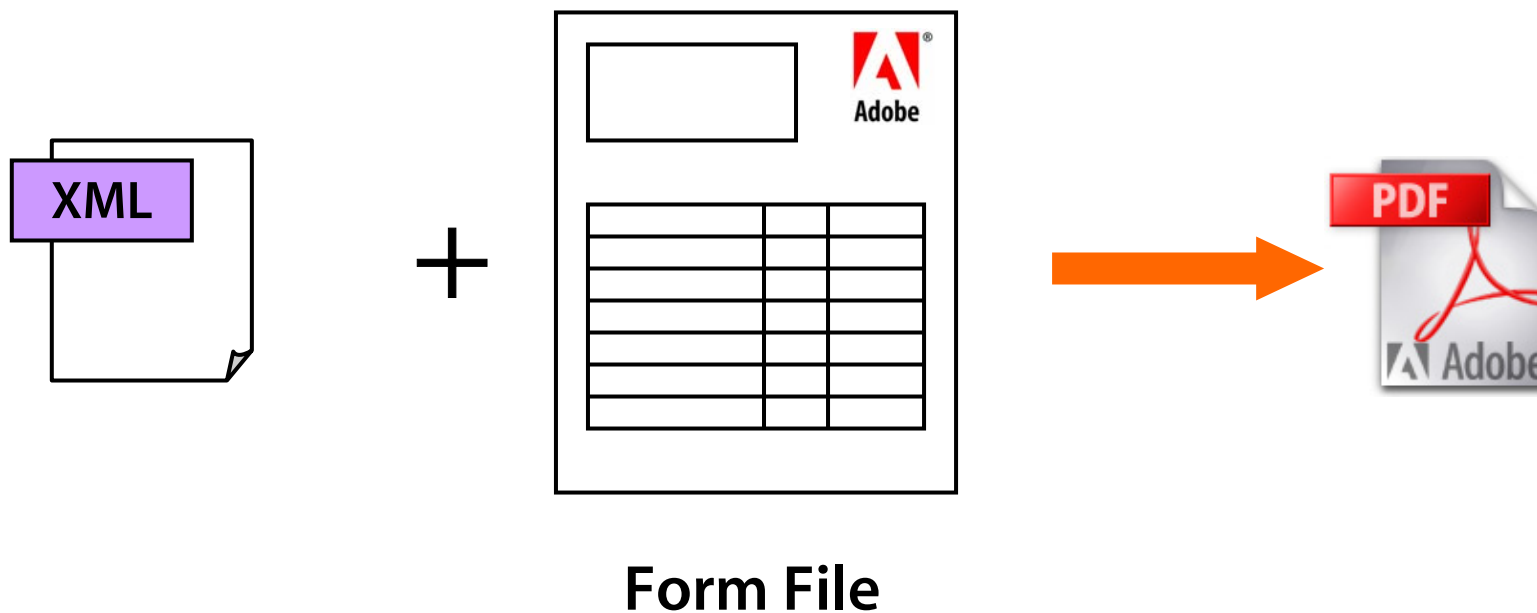 XML
+
®
Adobe
PDF
Adobe
Form File